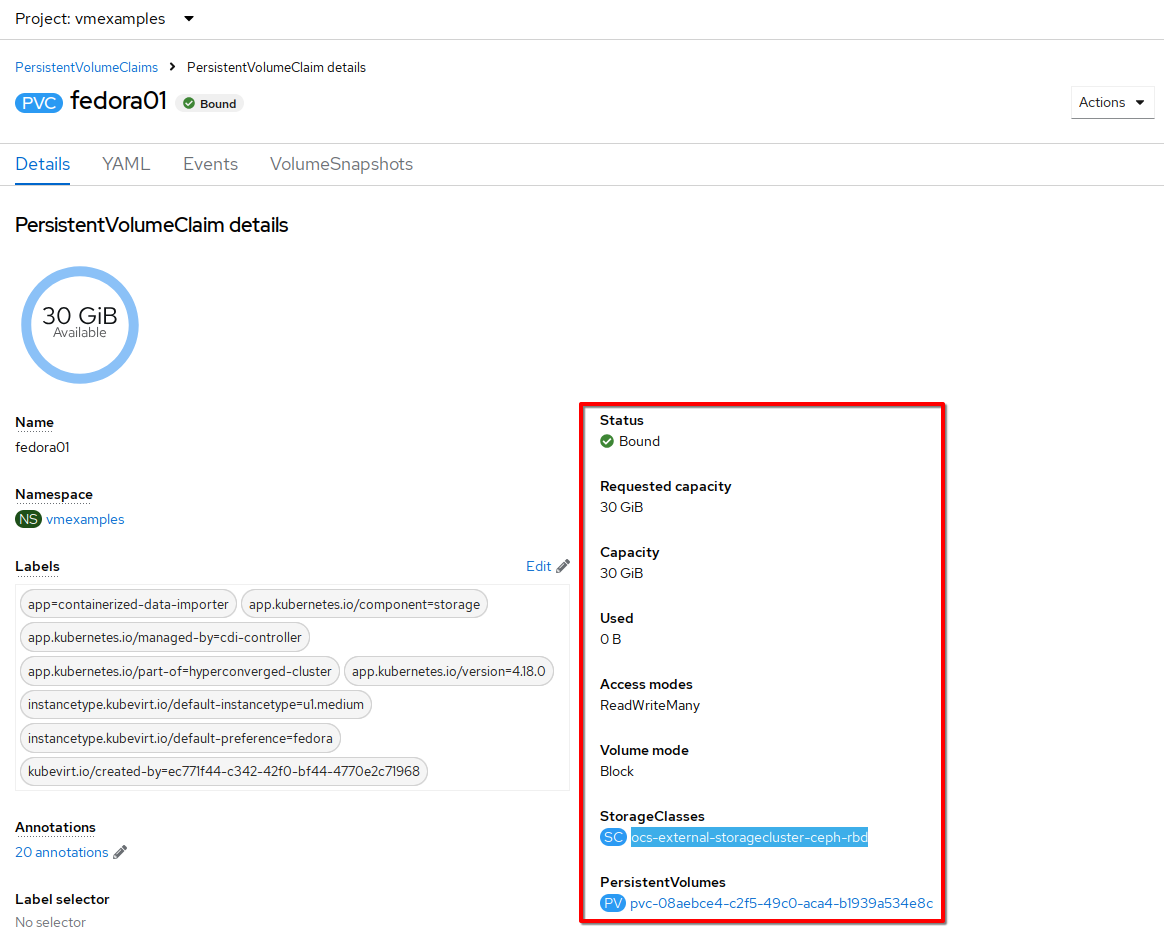 Project: vmexamples
PersistentVolumeClaims > PersistentVolumeClaim details
PVC fedora01 Bound
Actions
Details YAML Events VolumeSnapshots
PersistentVolumeClaim details
30 GiB
Available
Name
fedora01
Namespace
NS vmexamples
Labels Edit
app=containerized-data-importer app.kubernetes.io/component=storage
app.kubernetes.io/managed-by=cdi-controller
app.kubernetes.io/part-of=hyperconverged-cluster app.kubernetes.io/version=4.18.0
instancetype.kubevirt.io/default-instancetype=u1.medium
instancetype.kubevirt.io/default-preference=fedora
kubevirt.io/created-by=ec771f44-c342-42f0-bf44-4770e2c71968
Annotations
20 annotations
Label selector
No selector
Status
Bound
Requested capacity
30 GiB
Capacity
30 GiB
Used
0 B
Access modes
ReadWriteMany
Volume mode
Block
StorageClasses
SC ocs-external-storagecluster-ceph-rbd
PersistentVolumes
PV pvc-08aebce4-c2f5-49c0-aca4-b1939a534e8c